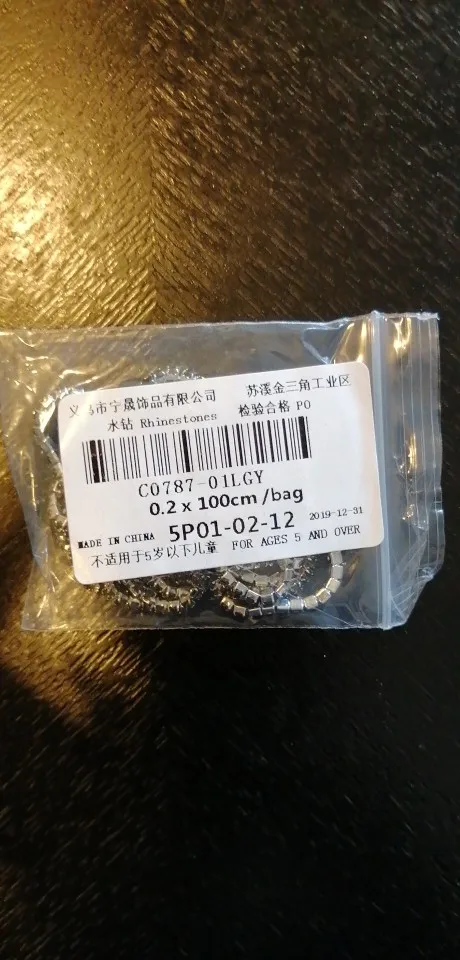 义乌市宁晟饰品有限公司 苏溪金三角工业区
水钻 Rhinestones 检验合格 PO
C0787-01LGY
0.2 x 100cm /bag
MADE IN CHINA 5P01-02-12 2019-12-31
不适用于5岁以下儿童 FOR AGES 5 AND OVER